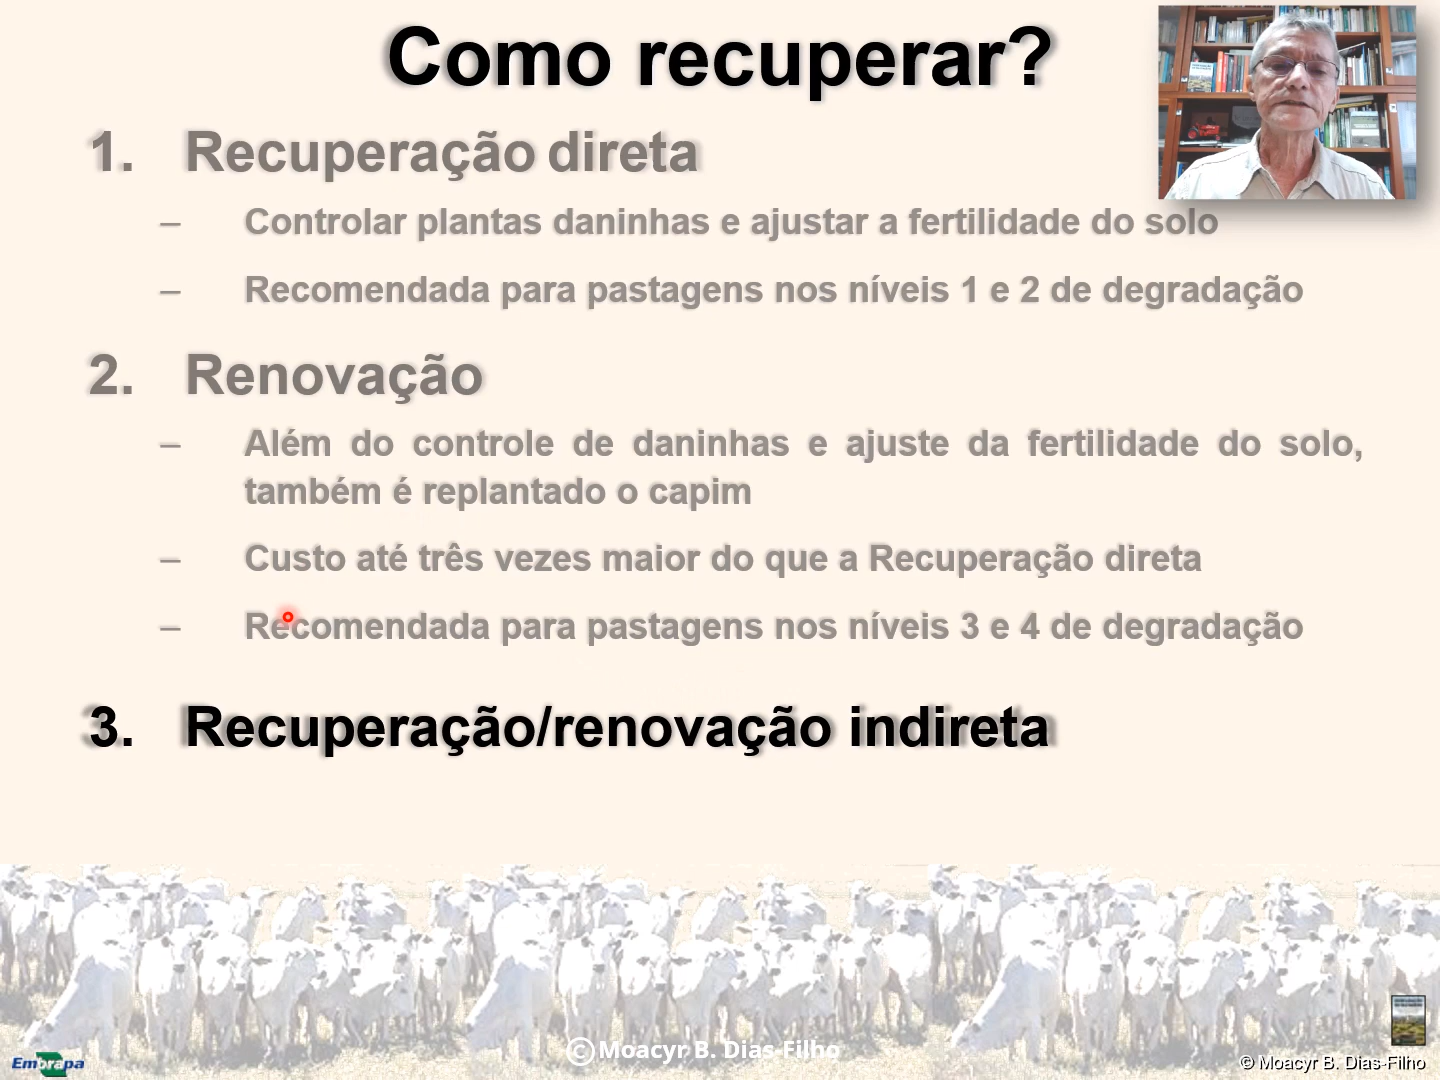 Como recuperar?
1. Recuperação direta
– Controlar plantas daninhas e ajustar a fertilidade do solo
– Recomendada para pastagens nos níveis 1 e 2 de degradação
2. Renovação
– Além do controle de daninhas e ajuste da fertilidade do solo,
também é replantado o capim
– Custo até três vezes maior do que a Recuperação direta
– Recomendada para pastagens nos níveis 3 e 4 de degradação
3. Recuperação/renovação indireta
Embrapa
© Moacyr B. Dias-Filho
© Moacyr B. Dias-Filho